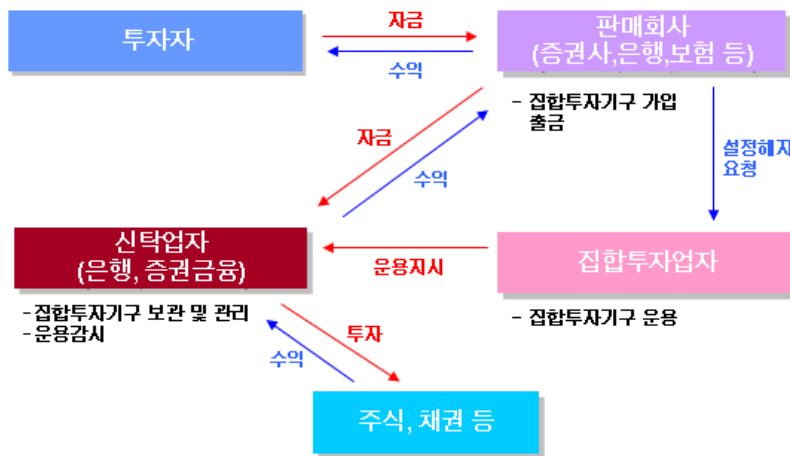 투자자
자금
수익
판매회사
(증권사,은행,보험 등)
- 집합투자기구 가입
출금
자금
수익
설정해지
요청
신탁업자
(은행, 증권금융)
운용지시
집합투자업자
-집합투자기구 보관 및 관리
-운용감시
- 집합투자기구 운용
투자
수익
주식, 채권 등